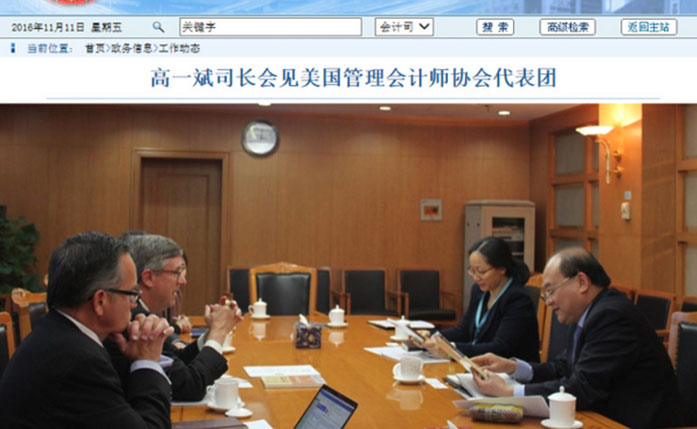 2016年11月11日 星期五 关键字 会计司 搜 索 高级检索 返回主站
当前位置： 首页>政务信息>工作动态
高一斌司长会见美国管理会计师协会代表团